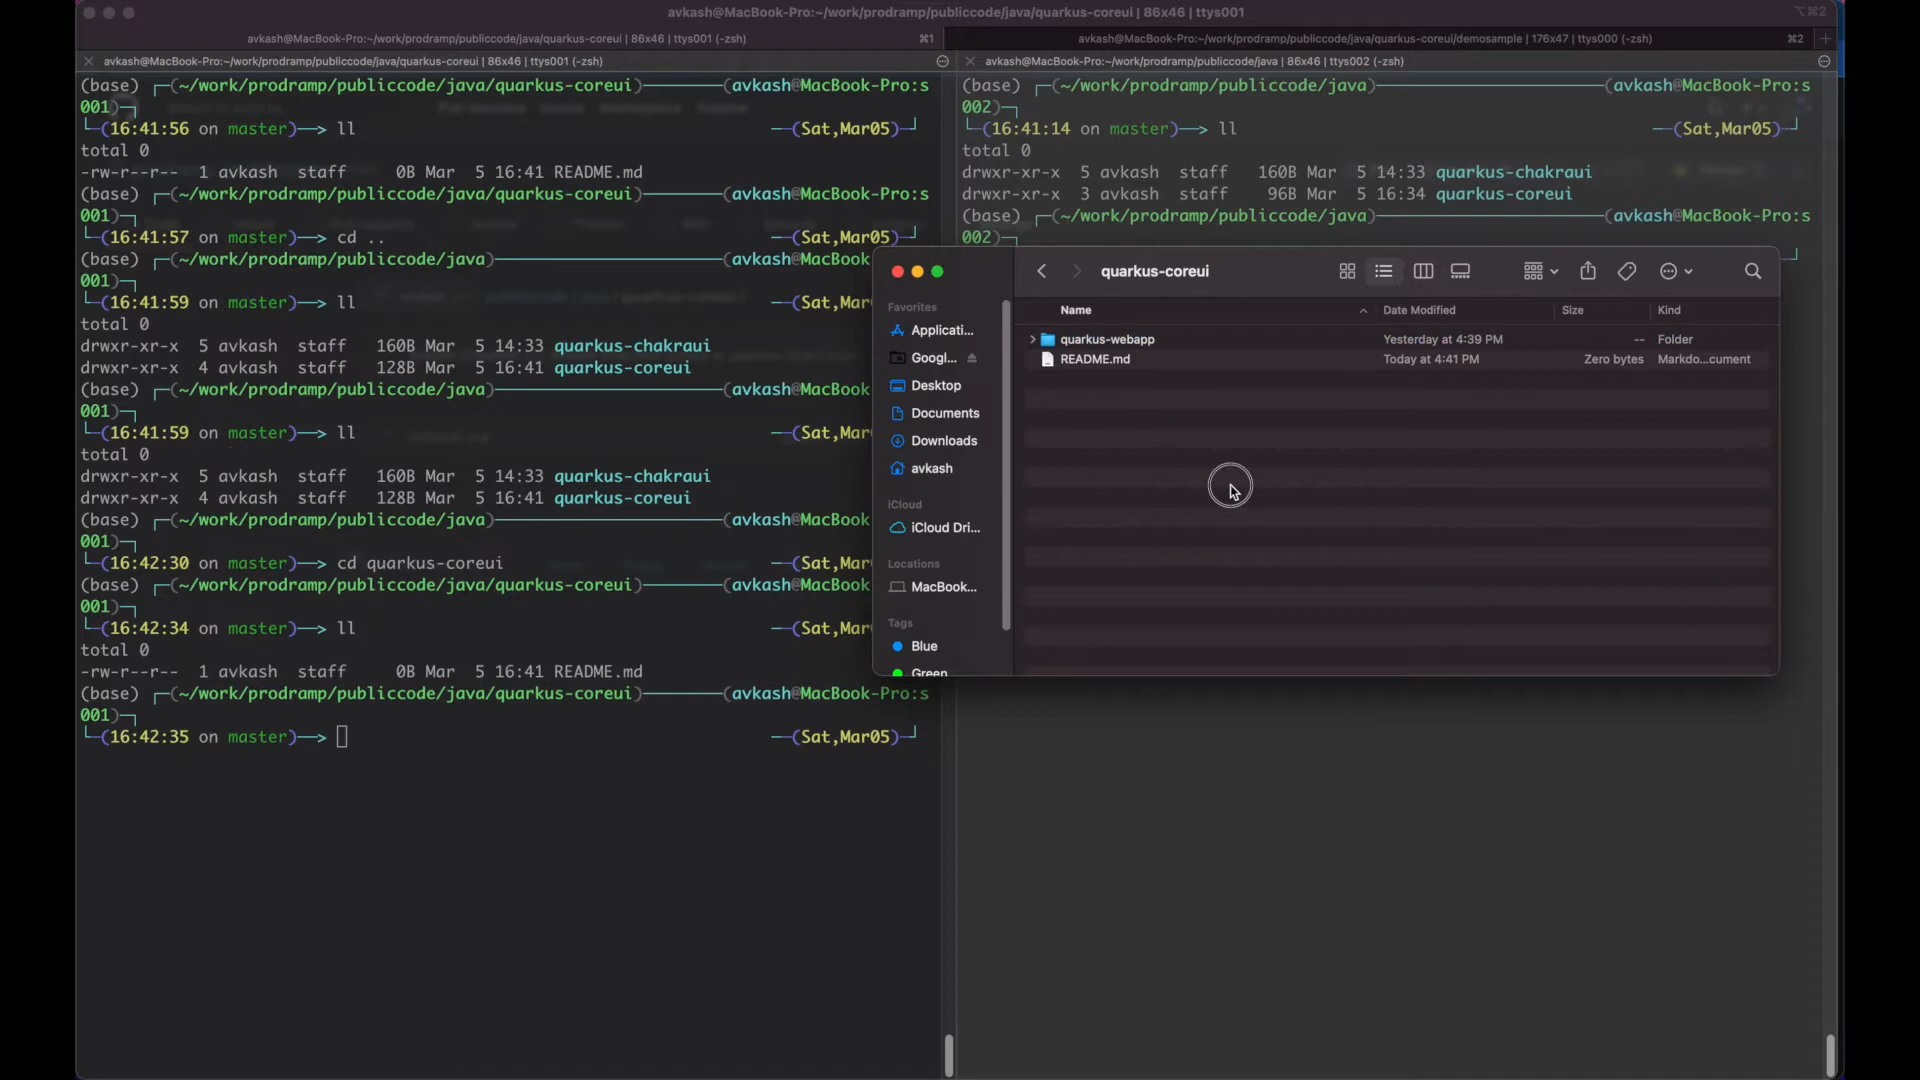 avkash@MacBook-Pro:~/work/prodramp/publiccode/java/quarkus-coreui | 86x46 | ttys001
⌥⌘2
avkash@MacBook-Pro:~/work/prodramp/publiccode/java/quarkus-coreui | 86x46 | ttys001 (-zsh)
⌘1
avkash@MacBook-Pro:~/work/prodramp/publiccode/java/quarkus-coreui/demosample | 176x47 | ttys000 (-zsh)
⌘2
avkash@MacBook-Pro:~/work/prodramp/publiccode/java/quarkus-coreui | 86x46 | ttys001 (-zsh)
(base) ┌─(~/work/prodramp/publiccode/java/quarkus-coreui)────────(avkash@MacBook-Pro:s
001)─┐
└─(16:41:56 on master)──> ll ──(Sat,Mar05)─┘
total 0
-rw-r--r-- 1 avkash staff 0B Mar 5 16:41 README.md
(base) ┌─(~/work/prodramp/publiccode/java/quarkus-coreui)────────(avkash@MacBook-Pro:s
001)─┐
└─(16:41:57 on master)──> cd .. ──(Sat,Mar05)─┘
(base) ┌─(~/work/prodramp/publiccode/java)───────────────────────(avkash@MacBook
001)─┐
└─(16:41:59 on master)──> ll ──(Sat,Mar
total 0
drwxr-xr-x 5 avkash staff 160B Mar 5 14:33 quarkus-chakraui
drwxr-xr-x 4 avkash staff 128B Mar 5 16:41 quarkus-coreui
(base) ┌─(~/work/prodramp/publiccode/java)───────────────────────(avkash@MacBook
001)─┐
└─(16:41:59 on master)──> ll ──(Sat,Mar
total 0
drwxr-xr-x 5 avkash staff 160B Mar 5 14:33 quarkus-chakraui
drwxr-xr-x 4 avkash staff 128B Mar 5 16:41 quarkus-coreui
(base) ┌─(~/work/prodramp/publiccode/java)───────────────────────(avkash@MacBook
001)─┐
└─(16:42:30 on master)──> cd quarkus-coreui ──(Sat,Mar
(base) ┌─(~/work/prodramp/publiccode/java/quarkus-coreui)────────(avkash@MacBook
001)─┐
└─(16:42:34 on master)──> ll ──(Sat,Mar
total 0
-rw-r--r-- 1 avkash staff 0B Mar 5 16:41 README.md
(base) ┌─(~/work/prodramp/publiccode/java/quarkus-coreui)────────(avkash@MacBook-Pro:s
001)─┐
└─(16:42:35 on master)──> ──(Sat,Mar05)─┘
avkash@MacBook-Pro:~/work/prodramp/publiccode/java | 86x46 | ttys002 (-zsh)
(base) ┌─(~/work/prodramp/publiccode/java)───────────────────────(avkash@MacBook-Pro:s
002)─┐
└─(16:41:14 on master)──> ll ──(Sat,Mar05)─┘
total 0
drwxr-xr-x 5 avkash staff 160B Mar 5 14:33 quarkus-chakraui
drwxr-xr-x 3 avkash staff 96B Mar 5 16:34 quarkus-coreui
(base) ┌─(~/work/prodramp/publiccode/java)───────────────────────(avkash@MacBook-Pro:s
002)─┐
quarkus-coreui
Favorites
Applicati...
Googl...
Desktop
Documents
Downloads
avkash
iCloud
iCloud Dri...
Locations
MacBook...
Tags
Blue
Green
Name Date Modified Size Kind
quarkus-webapp Yesterday at 4:39 PM -- Folder
README.md Today at 4:41 PM Zero bytes Markdo...cument